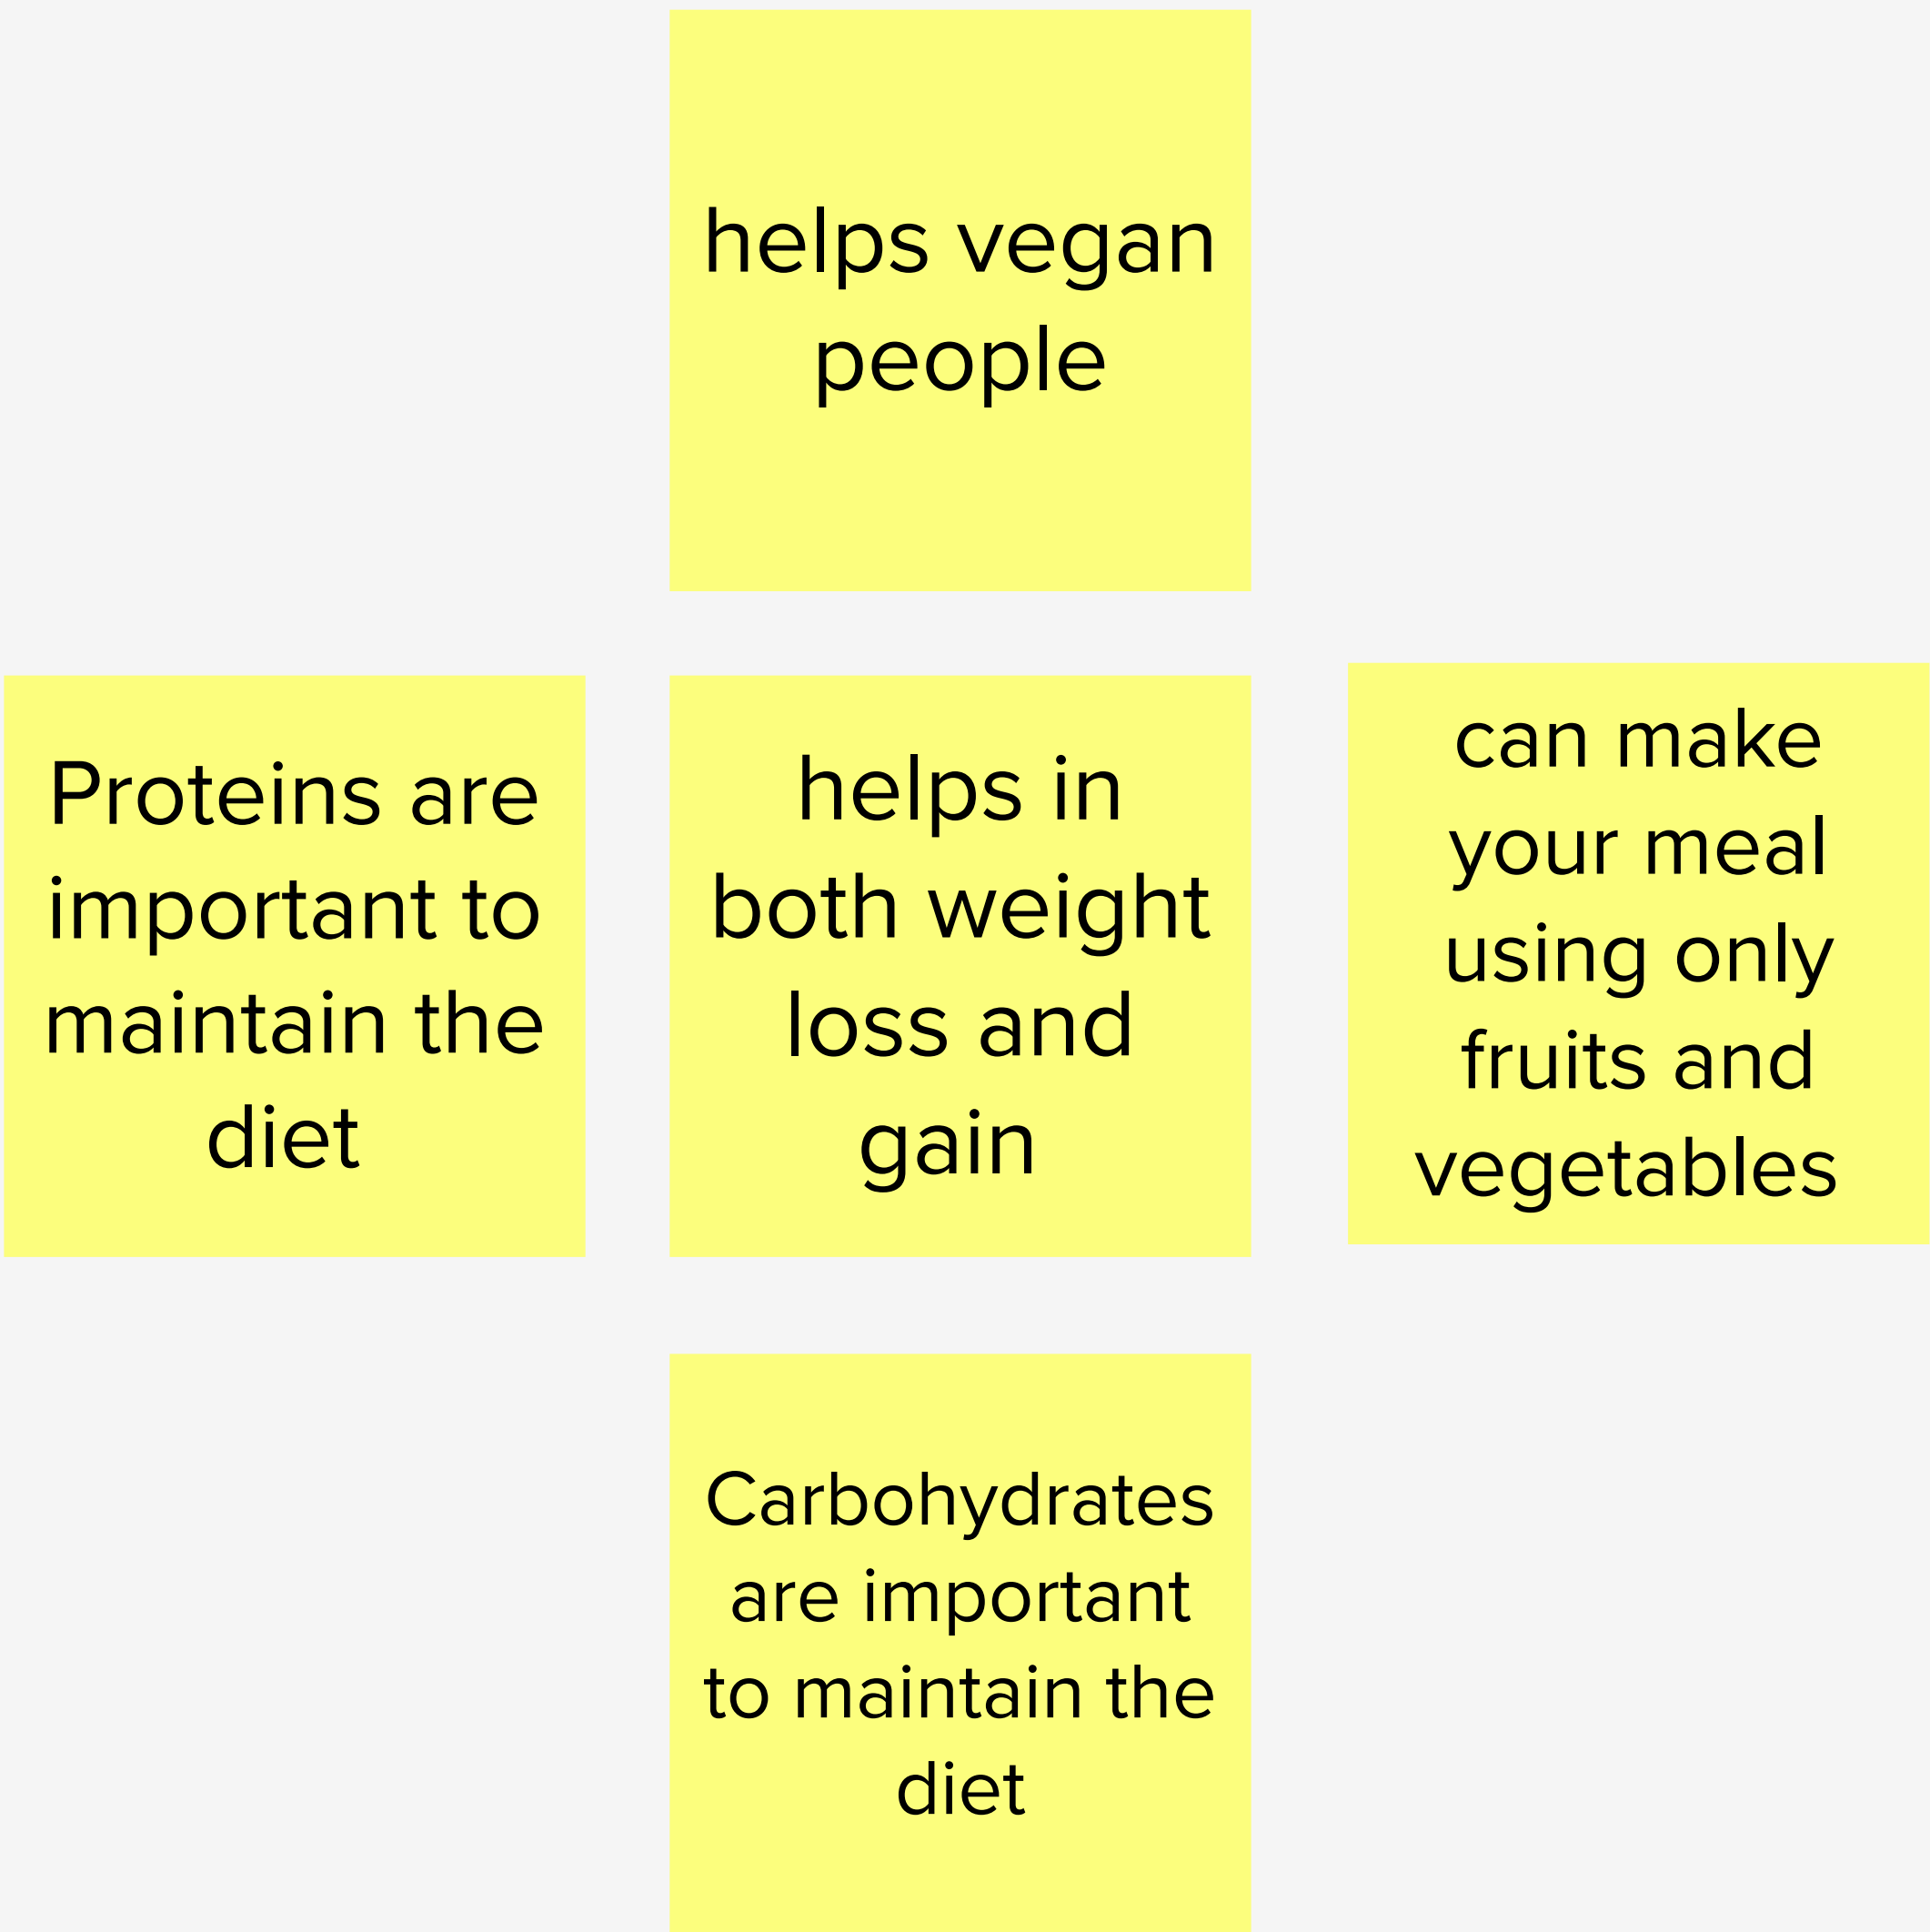 helps vegan
people
Proteins are
important to
maintain the
diet
helps in
both weight
loss and
gain
can make
your meal
using only
fruits and
vegetables
Carbohydrates
are important
to maintain the
diet